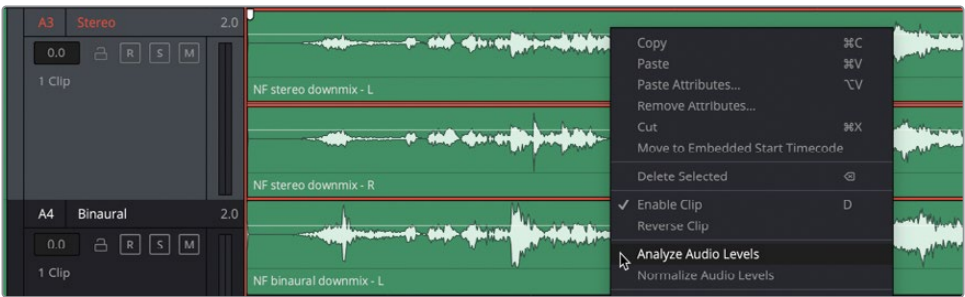 A3 Stereo 2.0
0.0 R S M
1 Clip
NF stereo downmix - L
NF stereo downmix - R
A4 Binaural 2.0
0.0 R S M
1 Clip
NF binaural downmix - L
Copy ⌘C
Paste ⌘V
Paste Attributes... ⌥V
Remove Attributes...
Cut ⌘X
Move to Embedded Start Timecode
Delete Selected ⌫
✓ Enable Clip D
Reverse Clip
Analyze Audio Levels
Normalize Audio Levels